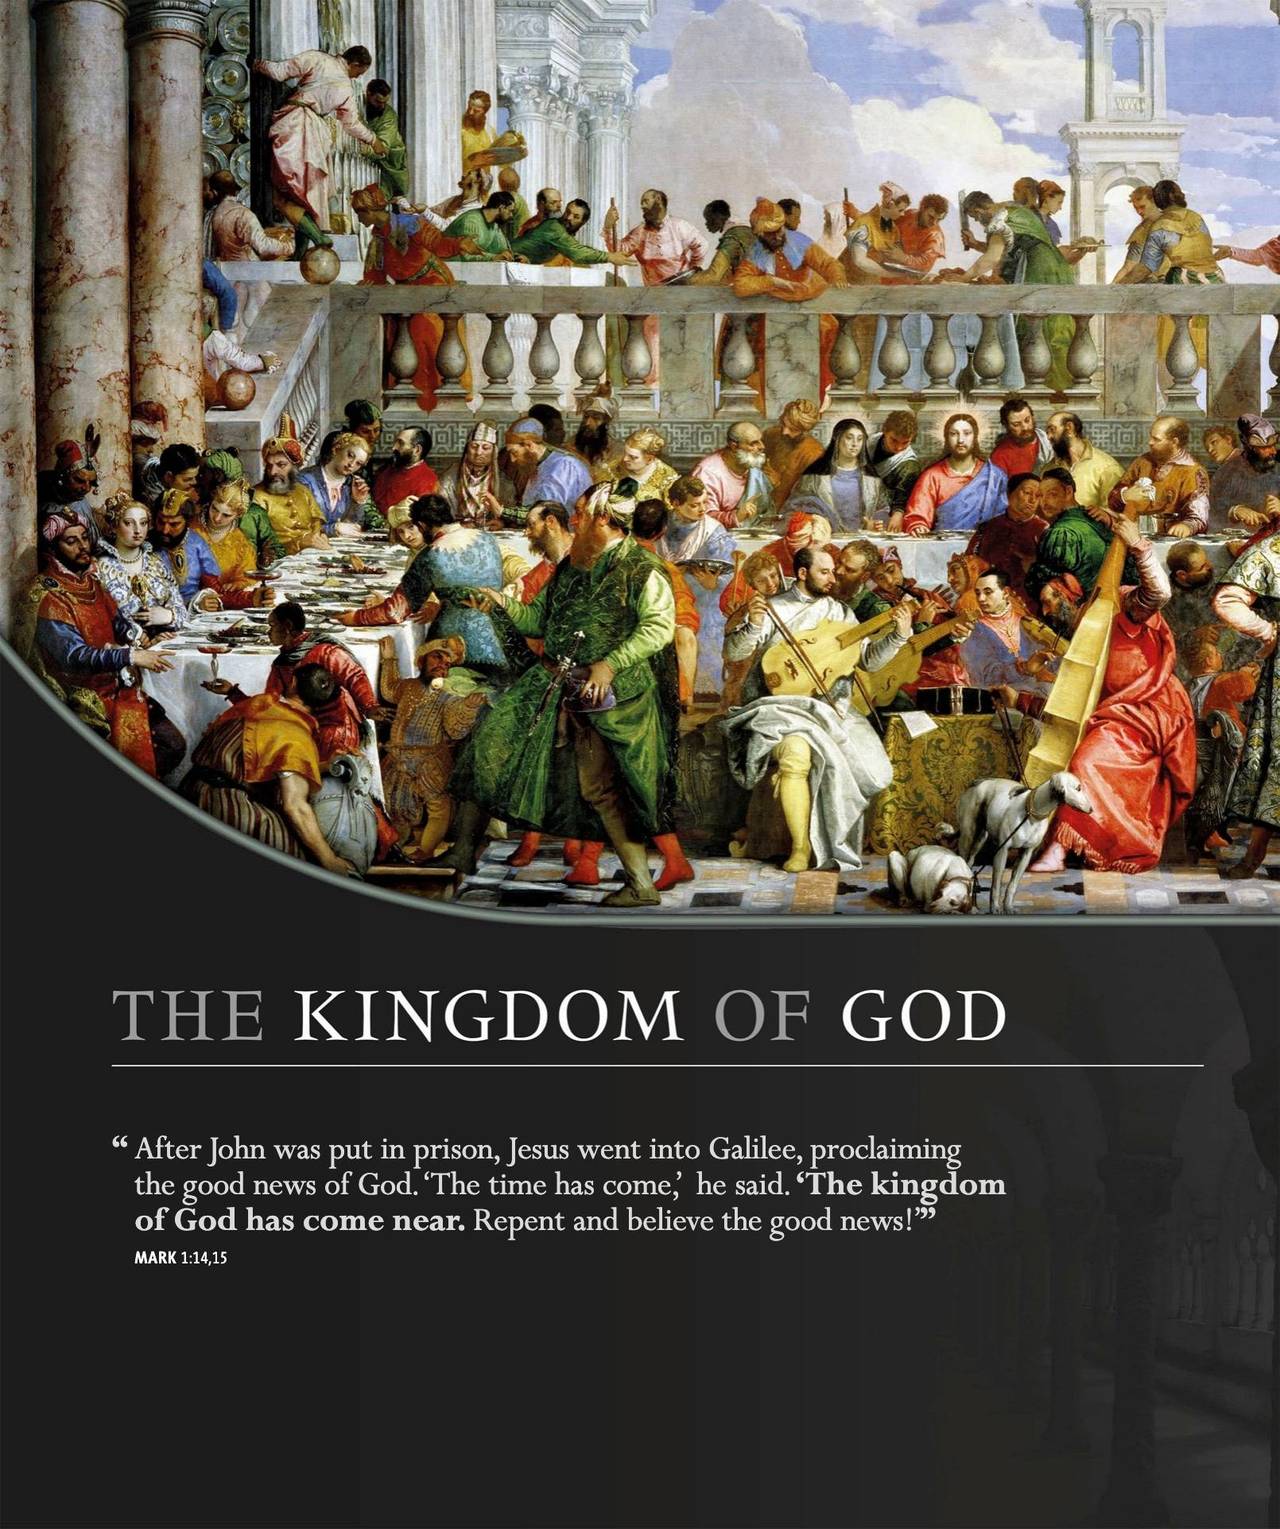 THE KINGDOM OF GOD
“ After John was put in prison, Jesus went into Galilee, proclaiming
the good news of God. ‘The time has come,’ he said. ‘The kingdom
of God has come near. Repent and believe the good news!’”
MARK 1:14,15